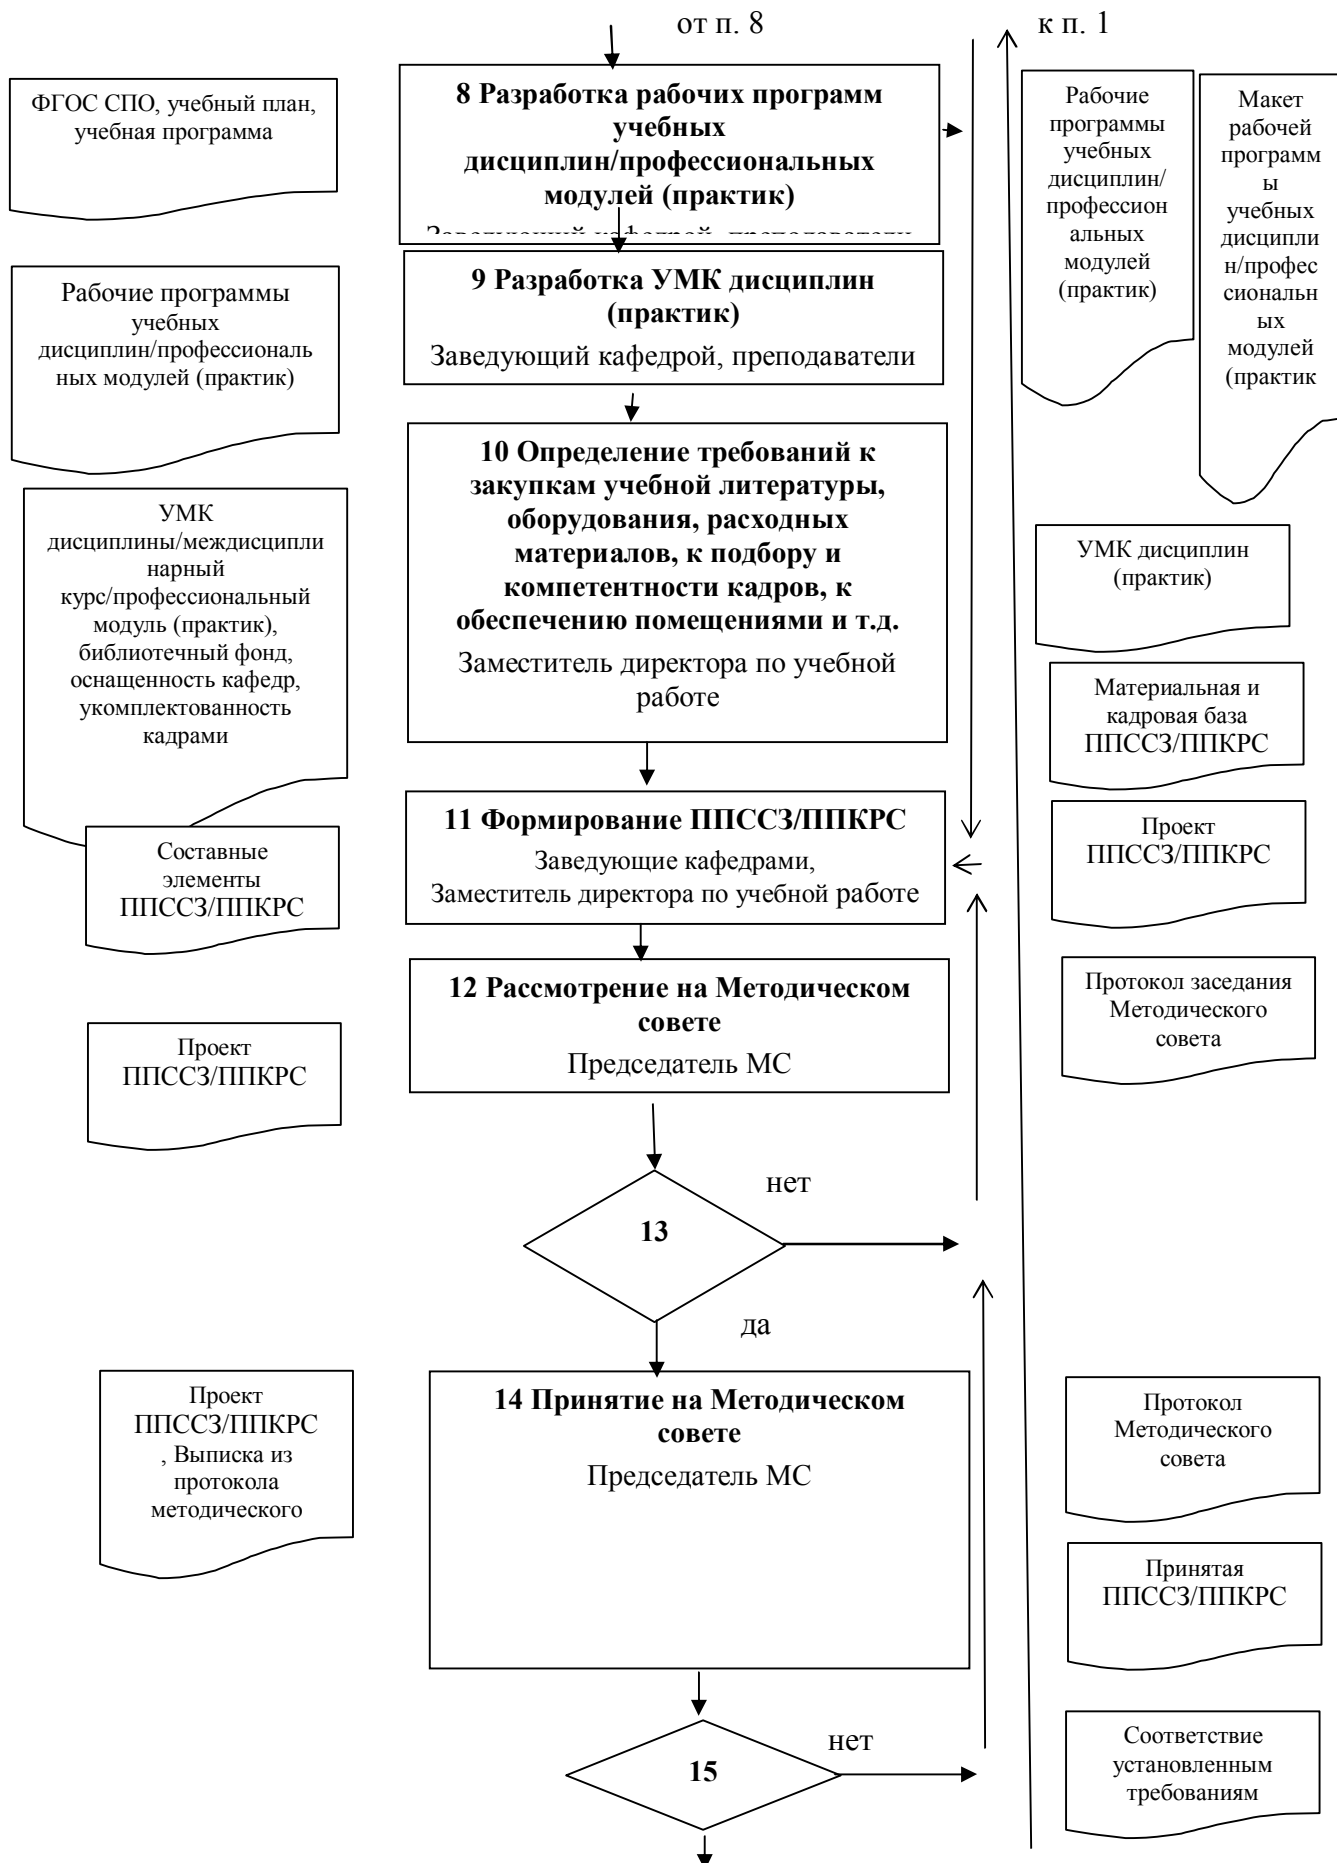 от п. 8
к п. 1
ФГОС СПО, учебный план,
учебная программа
8 Разработка рабочих программ
учебных
дисциплин/профессиональных
модулей (практик)
Заведующий кафедрой, преподаватели
Рабочие
программы
учебных
дисциплин/
профессион
альных
модулей
(практик)
Макет
рабочей
программ
ы
учебных
дисципли
н/профес
сиональн
ых
модулей
(практик
Рабочие программы
учебных
дисциплин/профессиональ
ных модулей (практик)
9 Разработка УМК дисциплин
(практик)
Заведующий кафедрой, преподаватели
УМК
дисциплины/междисципли
нарный
курс/профессиональный
модуль (практик),
библиотечный фонд,
оснащенность кафедр,
укомплектованность
кадрами
10 Определение требований к
закупкам учебной литературы,
оборудования, расходных
материалов, к подбору и
компетентности кадров, к
обеспечению помещениями и т.д.
Заместитель директора по учебной
работе
УМК дисциплин
(практик)
Материальная и
кадровая база
ППССЗ/ППКРС
Составные
элементы
ППССЗ/ППКРС
11 Формирование ППССЗ/ППКРС
Заведующие кафедрами,
Заместитель директора по учебной работе
Проект
ППССЗ/ППКРС
Проект
ППССЗ/ППКРС
12 Рассмотрение на Методическом
совете
Председатель МС
Протокол заседания
Методического
совета
13
нет
да
Проект
ППССЗ/ППКРС
, Выписка из
протокола
методического
14 Принятие на Методическом
совете
Председатель МС
Протокол
Методического
совета
Принятая
ППССЗ/ППКРС
15
нет
Соответствие
установленным
требованиям